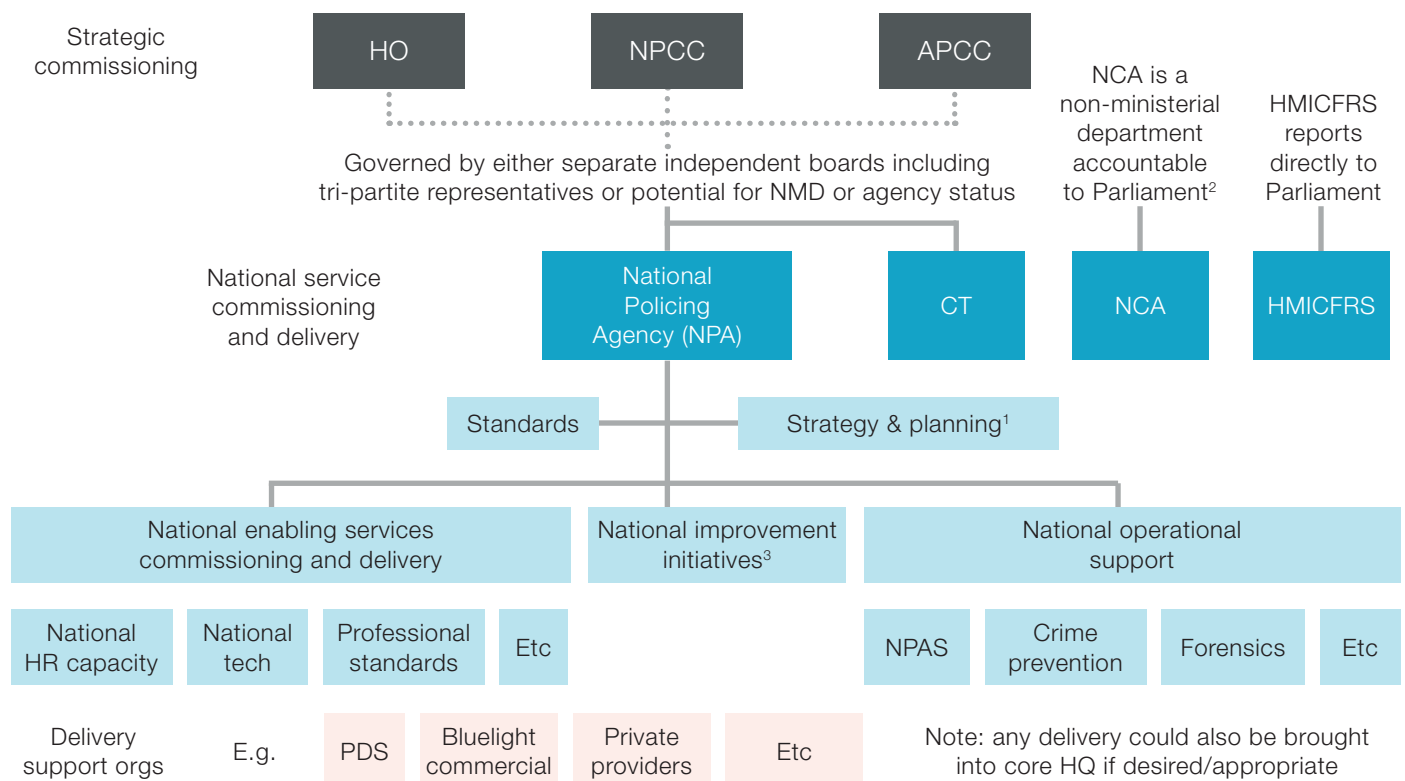 Strategic
commissioning
HO
NPCC
APCC
NCA is a
non-ministerial
department
accountable
to Parliament²
HMICFRS
reports
directly to
Parliament
Governed by either separate independent boards including
tri-partite representatives or potential for NMD or agency status
National service
commissioning
and delivery
National
Policing
Agency (NPA)
CT
NCA
HMICFRS
Standards
Strategy & planning¹
National enabling services
commissioning and delivery
National improvement
initiatives³
National operational
support
National
HR capacity
National
tech
Professional
standards
Etc
NPAS
Crime
prevention
Forensics
Etc
Delivery
support orgs
E.g.
PDS
Bluelight
commercial
Private
providers
Etc
Note: any delivery could also be brought
into core HQ if desired/appropriate